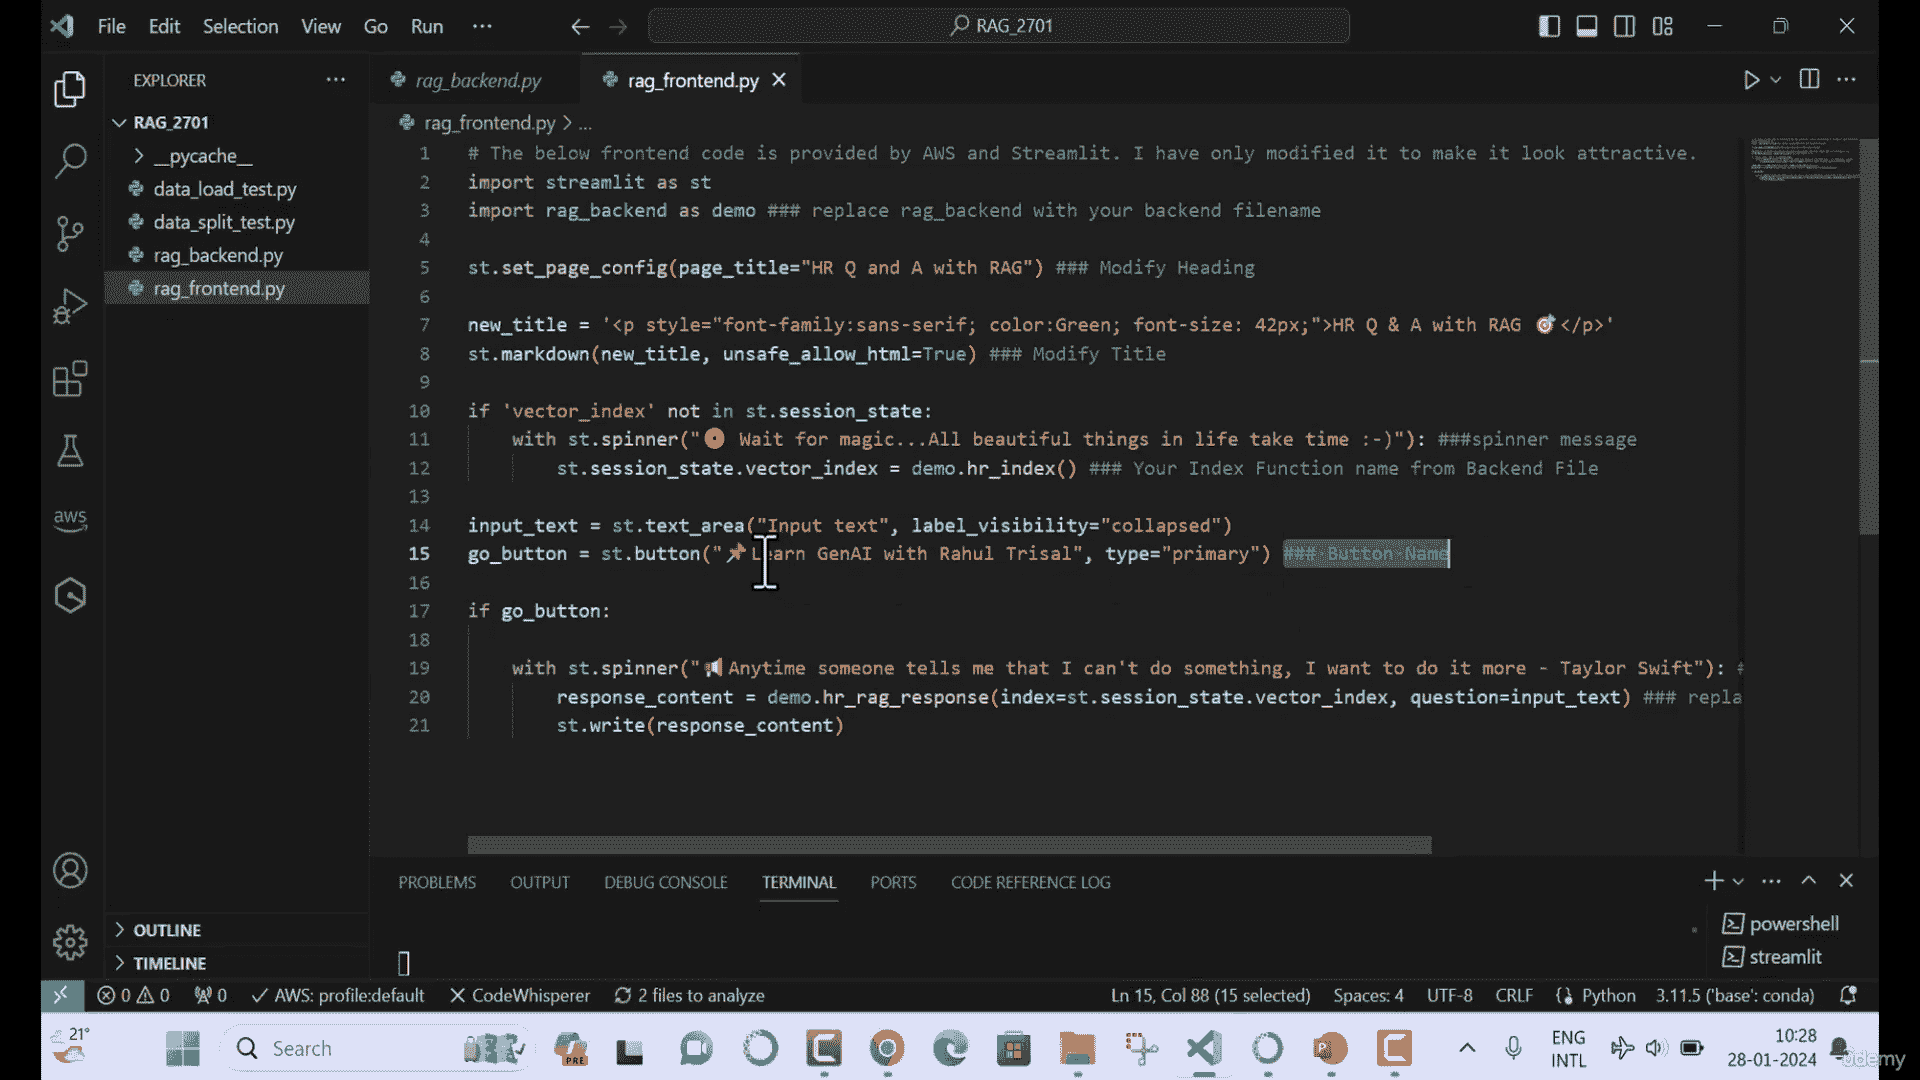 File Edit Selection View Go Run ··· RAG_2701
EXPLORER ···
RAG_2701
__pycache__
data_load_test.py
data_split_test.py
rag_backend.py
rag_frontend.py
OUTLINE
TIMELINE
rag_backend.py rag_frontend.py
rag_frontend.py > ...
1 # The below frontend code is provided by AWS and Streamlit. I have only modified it to make it look attractive.
2 import streamlit as st
3 import rag_backend as demo ### replace rag_backend with your backend filename
4
5 st.set_page_config(page_title="HR Q and A with RAG") ### Modify Heading
6
7 new_title = '<p style="font-family:sans-serif; color:Green; font-size: 42px;">HR Q & A with RAG 🎯</p>'
8 st.markdown(new_title, unsafe_allow_html=True) ### Modify Title
9
10 if 'vector_index' not in st.session_state:
11 with st.spinner("📀 Wait for magic...All beautiful things in life take time :-)"): ###spinner message
12 st.session_state.vector_index = demo.hr_index() ### Your Index Function name from Backend File
13
14 input_text = st.text_area("Input text", label_visibility="collapsed")
15 go_button = st.button("📌Learn GenAI with Rahul Trisal", type="primary") ### Button Name
16
17 if go_button:
18
19 with st.spinner("📢Anytime someone tells me that I can't do something, I want to do it more - Taylor Swift"): #
20 response_content = demo.hr_rag_response(index=st.session_state.vector_index, question=input_text) ### repla
21 st.write(response_content)
PROBLEMS OUTPUT DEBUG CONSOLE TERMINAL PORTS CODE REFERENCE LOG
powershell
streamlit
aws
0 0 0 AWS: profile:default CodeWhisperer 2 files to analyze Ln 15, Col 88 (15 selected) Spaces: 4 UTF-8 CRLF Python 3.11.5 ('base': conda)
21° Search PRE ENG INTL 10:28 28-01-2024
ûdemy